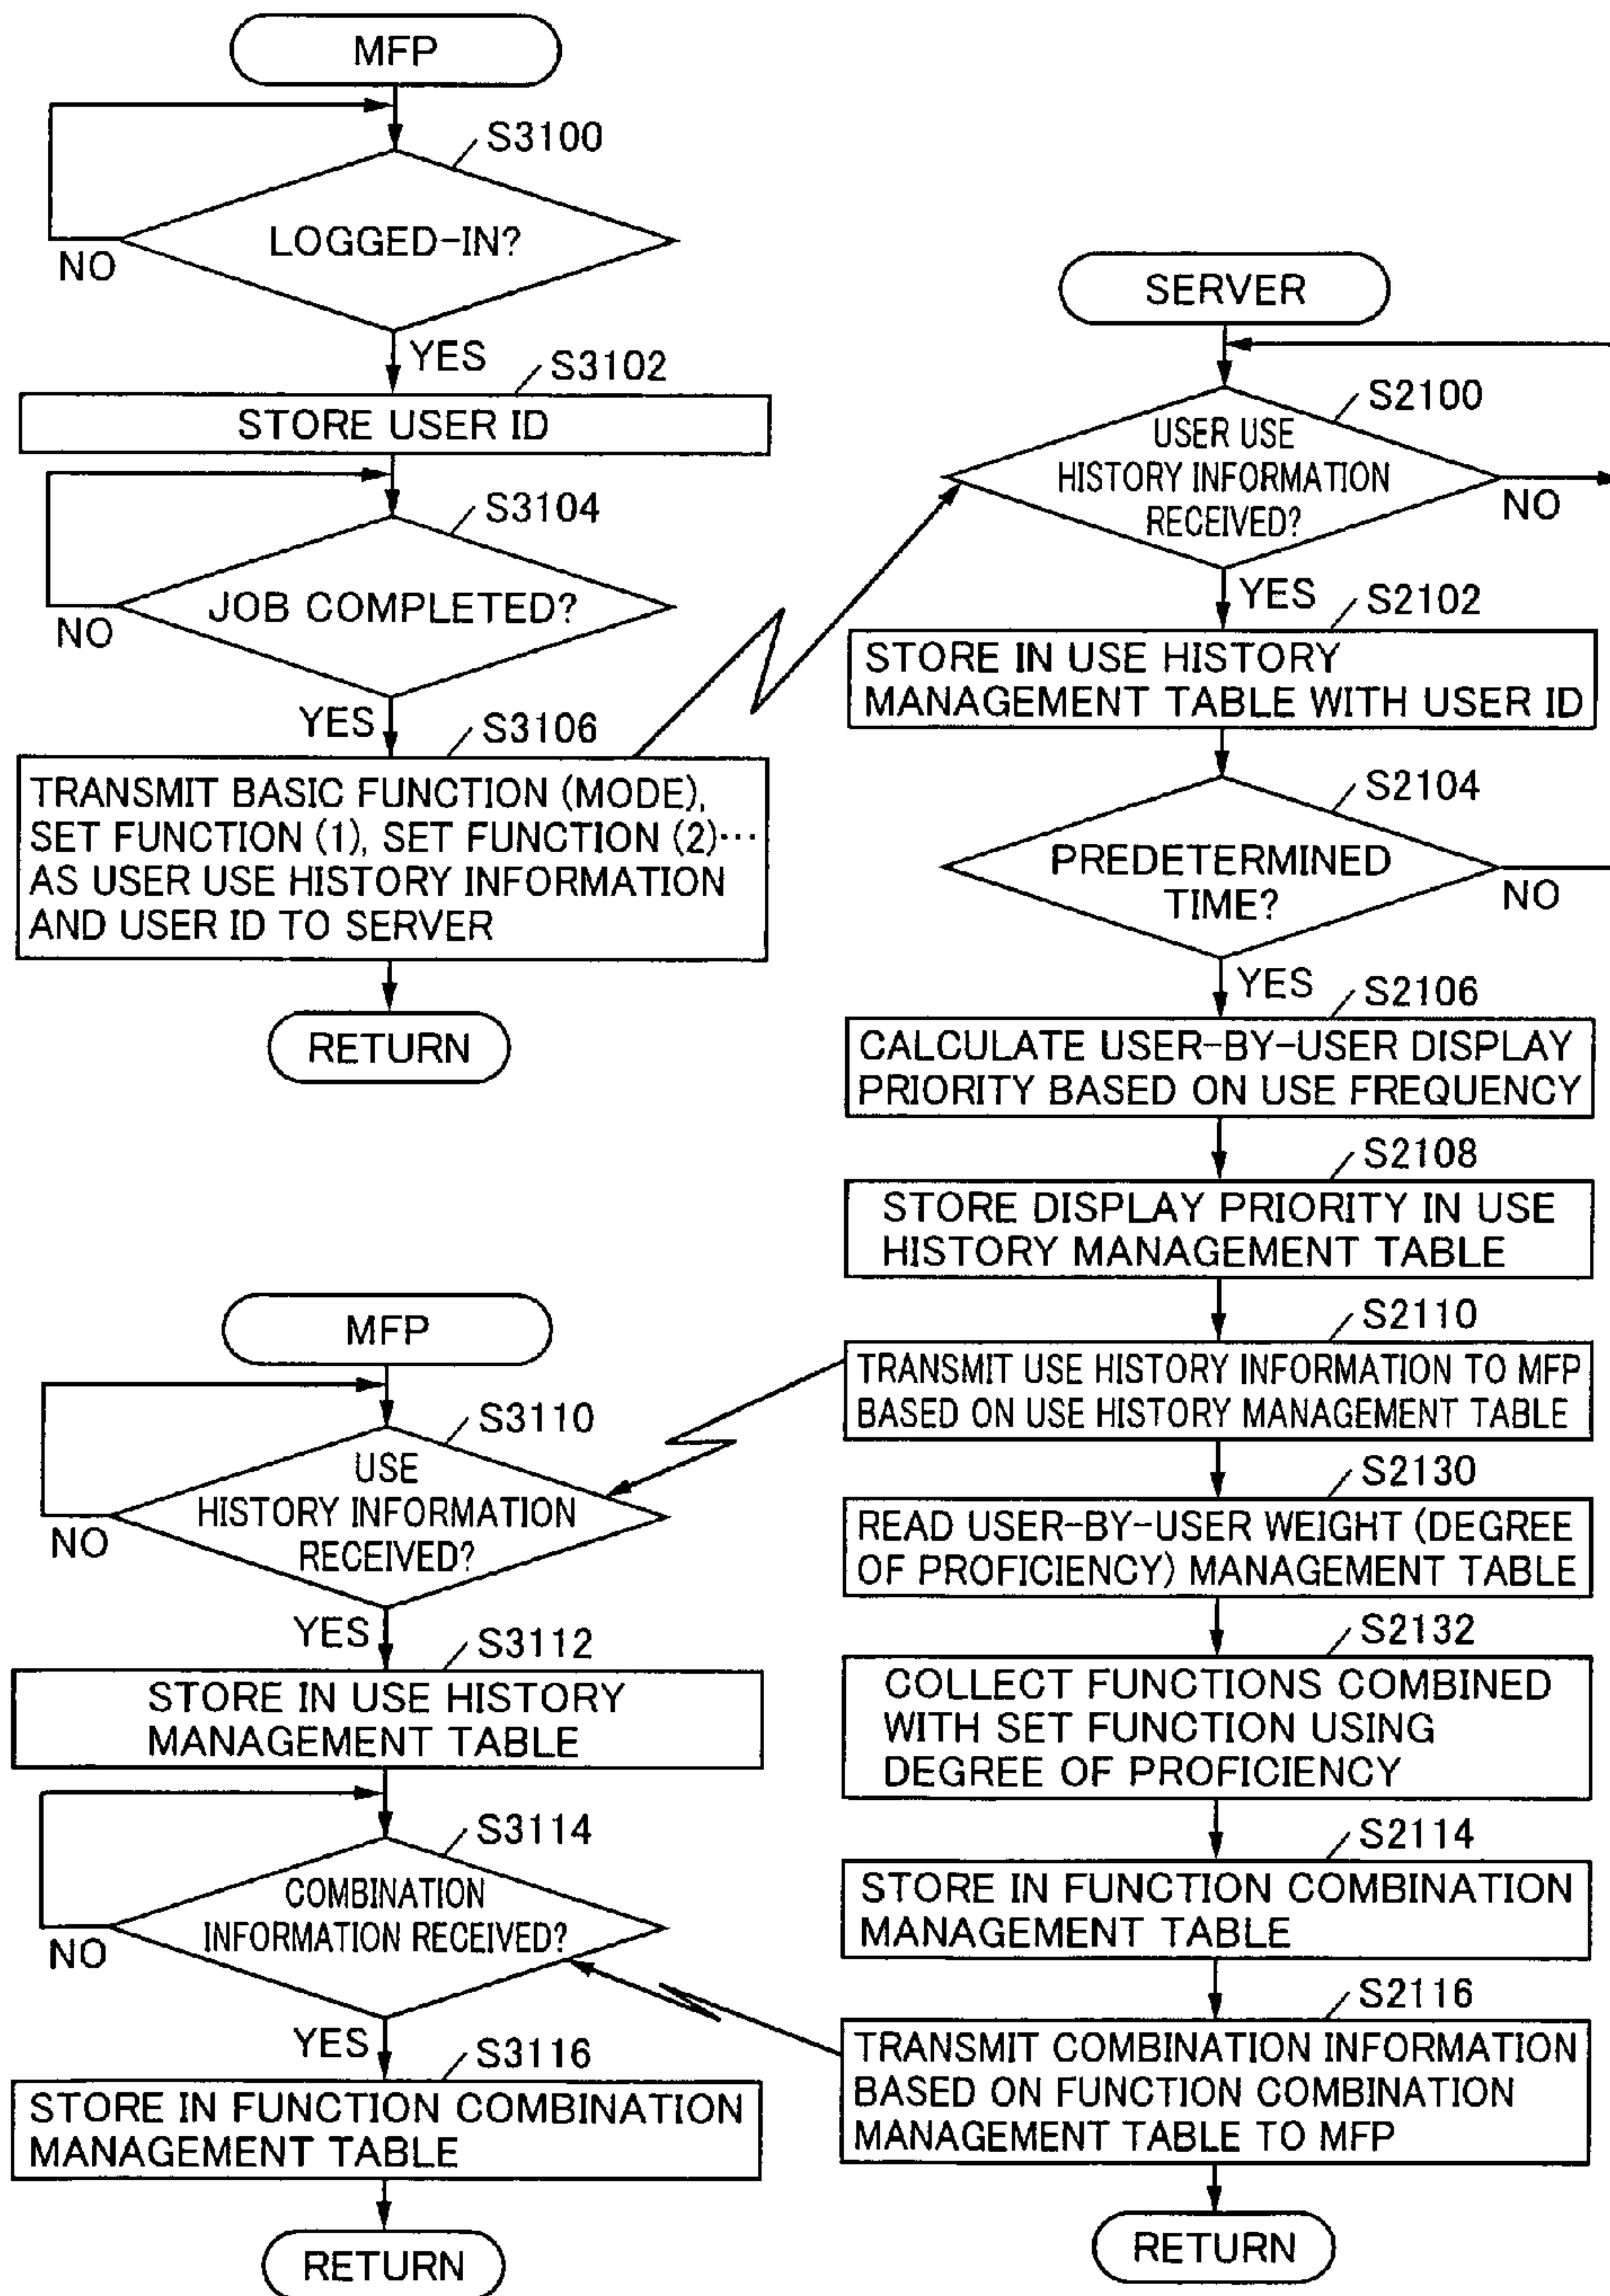 MFP
S3100
LOGGED-IN?
NO
YES
S3102
STORE USER ID
S3104
JOB COMPLETED?
NO
YES
S3106
TRANSMIT BASIC FUNCTION (MODE),
SET FUNCTION (1), SET FUNCTION (2)···
AS USER USE HISTORY INFORMATION
AND USER ID TO SERVER
RETURN
SERVER
S2100
USER USE
HISTORY INFORMATION
RECEIVED?
NO
YES
S2102
STORE IN USE HISTORY
MANAGEMENT TABLE WITH USER ID
S2104
PREDETERMINED
TIME?
NO
YES
S2106
CALCULATE USER-BY-USER DISPLAY
PRIORITY BASED ON USE FREQUENCY
S2108
STORE DISPLAY PRIORITY IN USE
HISTORY MANAGEMENT TABLE
S2110
TRANSMIT USE HISTORY INFORMATION TO MFP
BASED ON USE HISTORY MANAGEMENT TABLE
S2130
READ USER-BY-USER WEIGHT (DEGREE
OF PROFICIENCY) MANAGEMENT TABLE
S2132
COLLECT FUNCTIONS COMBINED
WITH SET FUNCTION USING
DEGREE OF PROFICIENCY
S2114
STORE IN FUNCTION COMBINATION
MANAGEMENT TABLE
S2116
TRANSMIT COMBINATION INFORMATION
BASED ON FUNCTION COMBINATION
MANAGEMENT TABLE TO MFP
RETURN
MFP
S3110
USE
HISTORY INFORMATION
RECEIVED?
NO
YES
S3112
STORE IN USE HISTORY
MANAGEMENT TABLE
S3114
COMBINATION
INFORMATION RECEIVED?
NO
YES
S3116
STORE IN FUNCTION COMBINATION
MANAGEMENT TABLE
RETURN